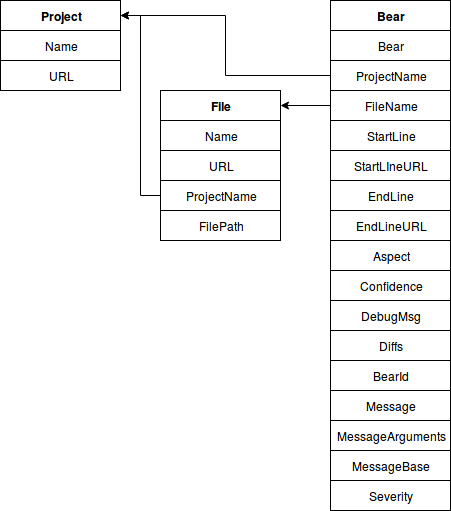 Project
Name
URL
File
Name
URL
ProjectName
FilePath
Bear
Bear
ProjectName
FileName
StartLine
StartLIneURL
EndLine
EndLineURL
Aspect
Confidence
DebugMsg
Diffs
BearId
Message
MessageArguments
MessageBase
Severity